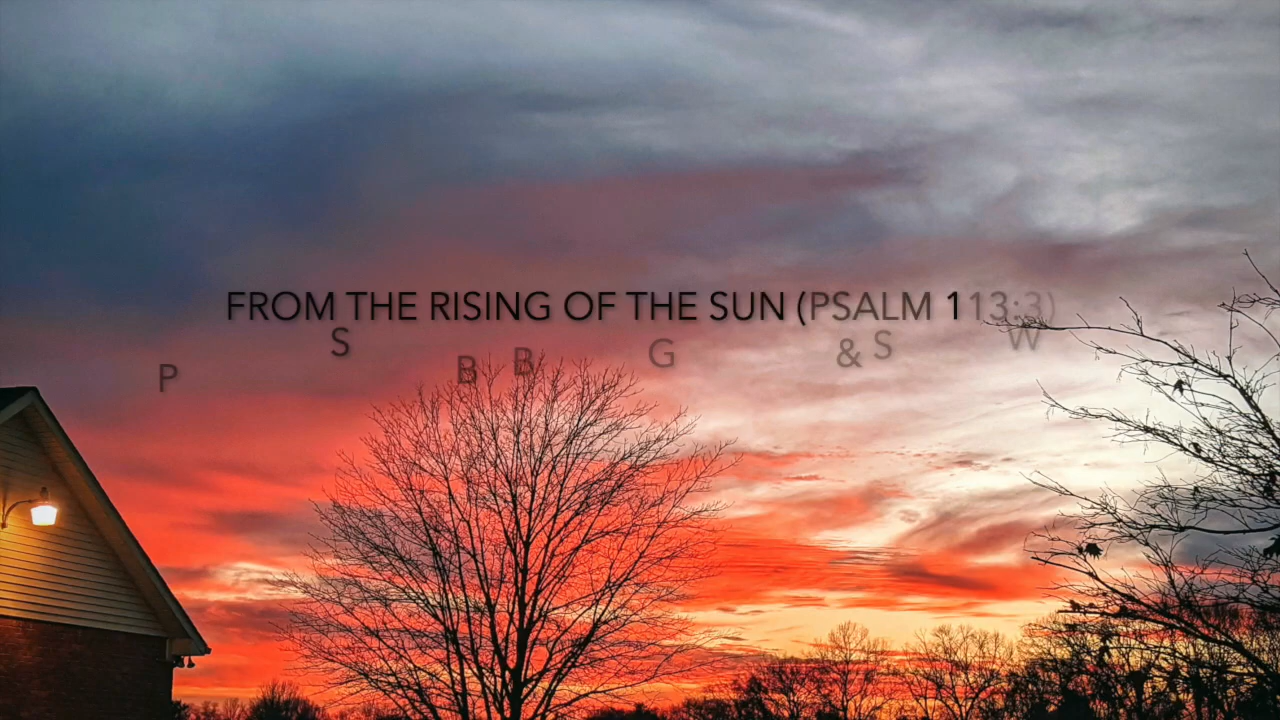 FROM THE RISING OF THE SUN (PSALM 113:3)
P S B B G & S W